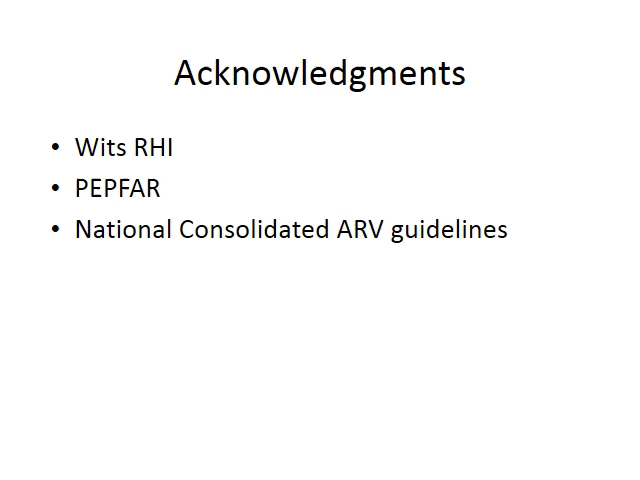 Acknowledgments
• Wits RHI
• PEPFAR
• National Consolidated ARV guidelines